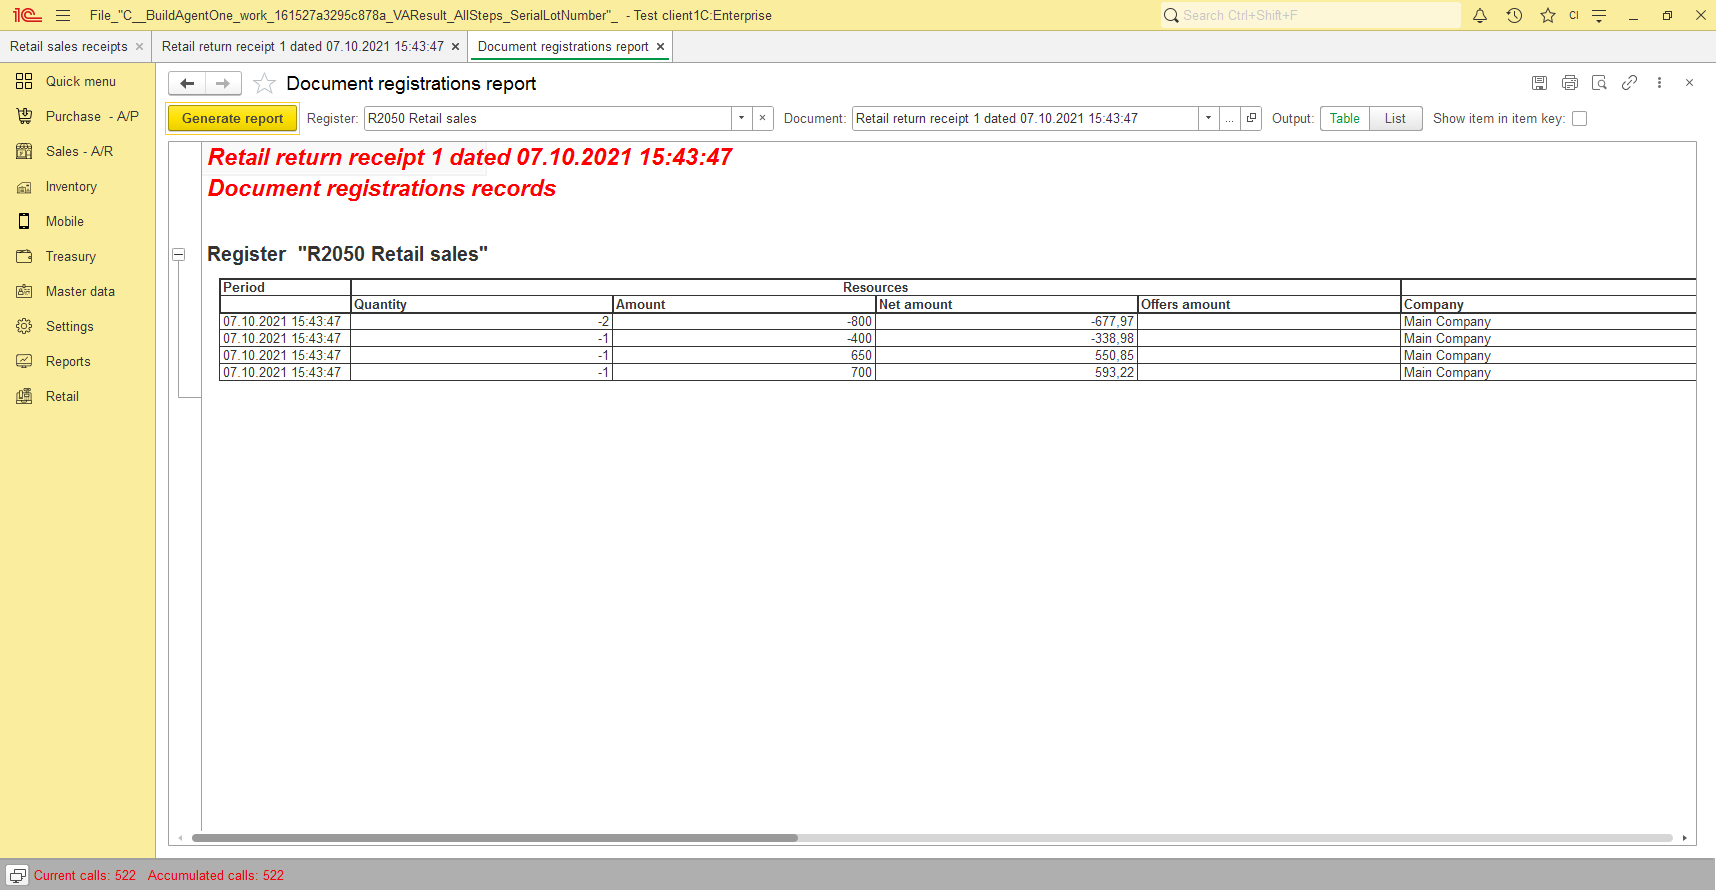 File_"C__BuildAgentOne_work_161527a3295c878a_VAResult_AllSteps_SerialLotNumber"_ - Test client1C:Enterprise
Search Ctrl+Shift+F
CI
Retail sales receipts
Retail return receipt 1 dated 07.10.2021 15:43:47
Document registrations report
Quick menu
Purchase - A/P
Sales - A/R
Inventory
Mobile
Treasury
Master data
Settings
Reports
Retail
Document registrations report
Generate report Register: R2050 Retail sales Document: Retail return receipt 1 dated 07.10.2021 15:43:47 ... Output: Table List Show item in item key:
Retail return receipt 1 dated 07.10.2021 15:43:47
Document registrations records
Register "R2050 Retail sales"
Period Resources
Quantity Amount Net amount Offers amount Company
07.10.2021 15:43:47 -2 -800 -677,97 Main Company
07.10.2021 15:43:47 -1 -400 -338,98 Main Company
07.10.2021 15:43:47 -1 650 550,85 Main Company
07.10.2021 15:43:47 -1 700 593,22 Main Company
Current calls: 522 Accumulated calls: 522